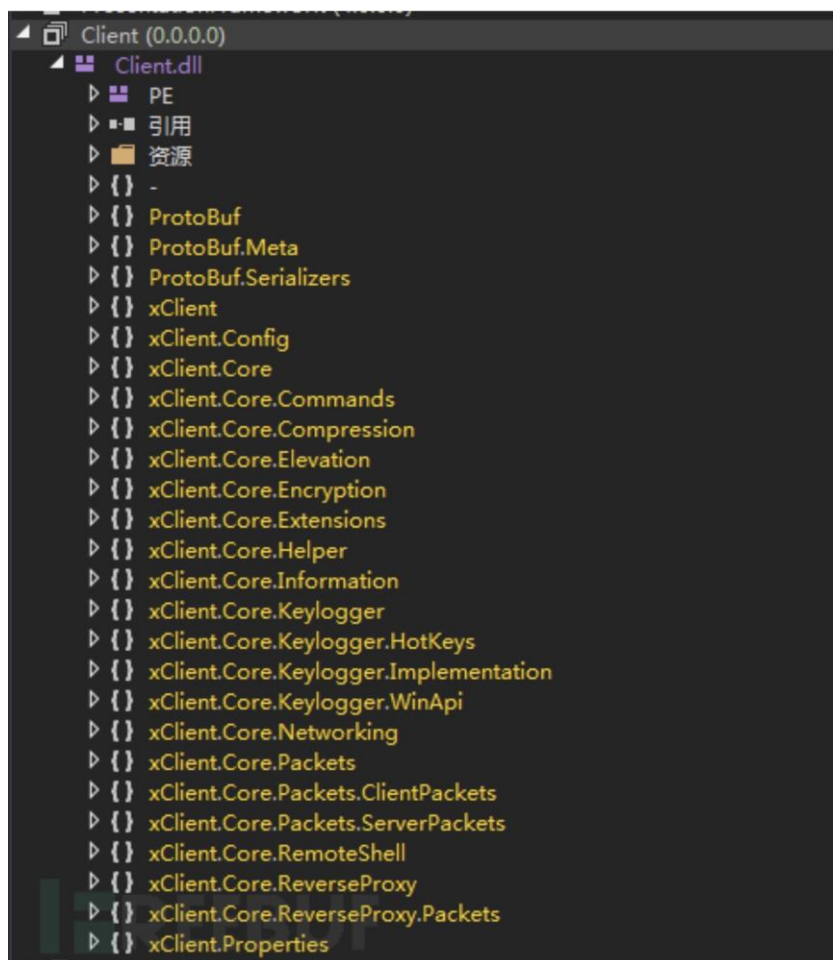 Client (0.0.0.0)
Client.dll
PE
引用
资源
{} -
{} ProtoBuf
{} ProtoBuf.Meta
{} ProtoBuf.Serializers
{} xClient
{} xClient.Config
{} xClient.Core
{} xClient.Core.Commands
{} xClient.Core.Compression
{} xClient.Core.Elevation
{} xClient.Core.Encryption
{} xClient.Core.Extensions
{} xClient.Core.Helper
{} xClient.Core.Information
{} xClient.Core.Keylogger
{} xClient.Core.Keylogger.HotKeys
{} xClient.Core.Keylogger.Implementation
{} xClient.Core.Keylogger.WinApi
{} xClient.Core.Networking
{} xClient.Core.Packets
{} xClient.Core.Packets.ClientPackets
{} xClient.Core.Packets.ServerPackets
{} xClient.Core.RemoteShell
{} xClient.Core.ReverseProxy
{} xClient.Core.ReverseProxy.Packets
{} xClient.Properties
FREEBUF